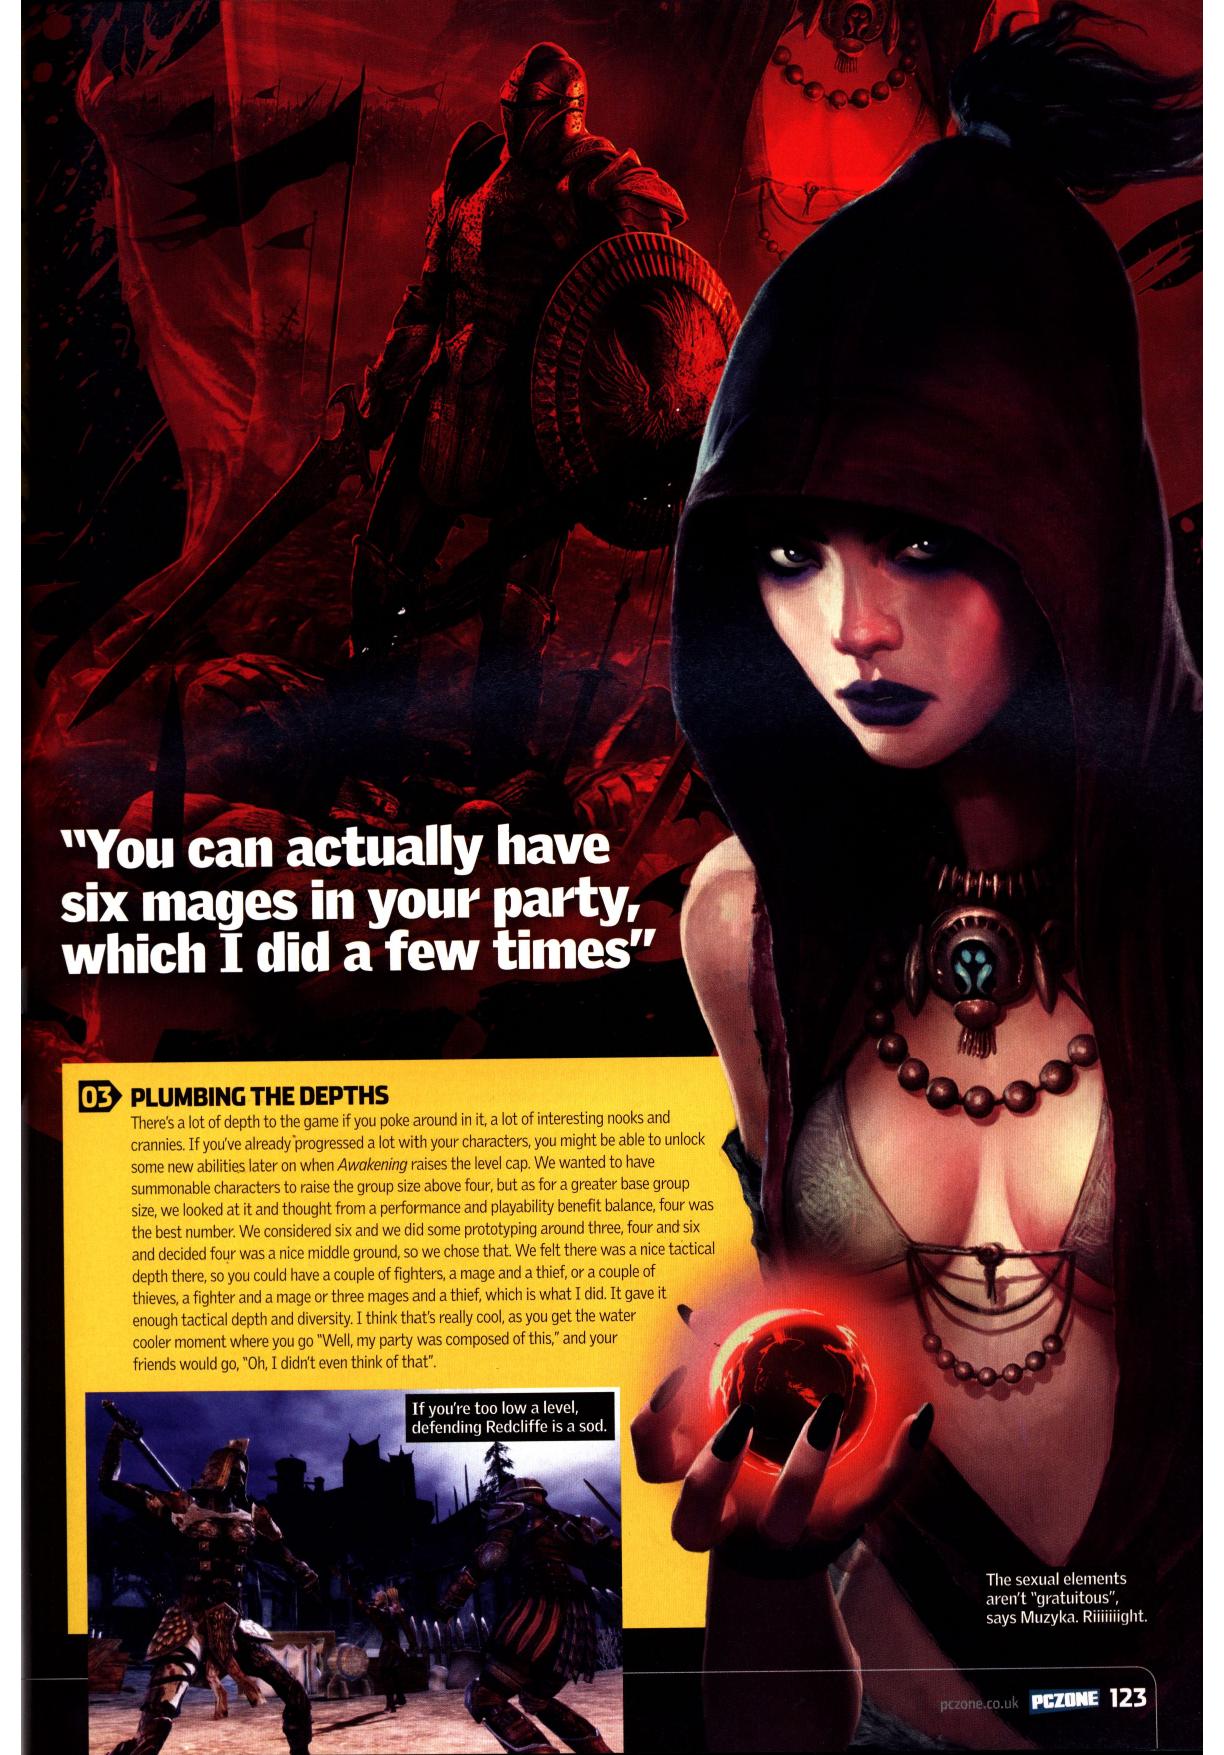 "You can actually have
six mages in your party,
which I did a few times"
03 PLUMBING THE DEPTHS
There's a lot of depth to the game if you poke around in it, a lot of interesting nooks and
crannies. If you've already progressed a lot with your characters, you might be able to unlock
some new abilities later on when Awakening raises the level cap. We wanted to have
summonable characters to raise the group size above four, but as for a greater base group
size, we looked at it and thought from a performance and playability benefit balance, four was
the best number. We considered six and we did some prototyping around three, four and six
and decided four was a nice middle ground, so we chose that. We felt there was a nice tactical
depth there, so you could have a couple of fighters, a mage and a thief, or a couple of
thieves, a fighter and a mage or three mages and a thief, which is what I did. It gave it
enough tactical depth and diversity. I think that's really cool, as you get the water
cooler moment where you go "Well, my party was composed of this," and your
friends would go, "Oh, I didn't even think of that".
If you're too low a level,
defending Redcliffe is a sod.
The sexual elements
aren't "gratuitous",
says Muzyka. Riiiiiiight.
pczone.co.uk PCZONE 123